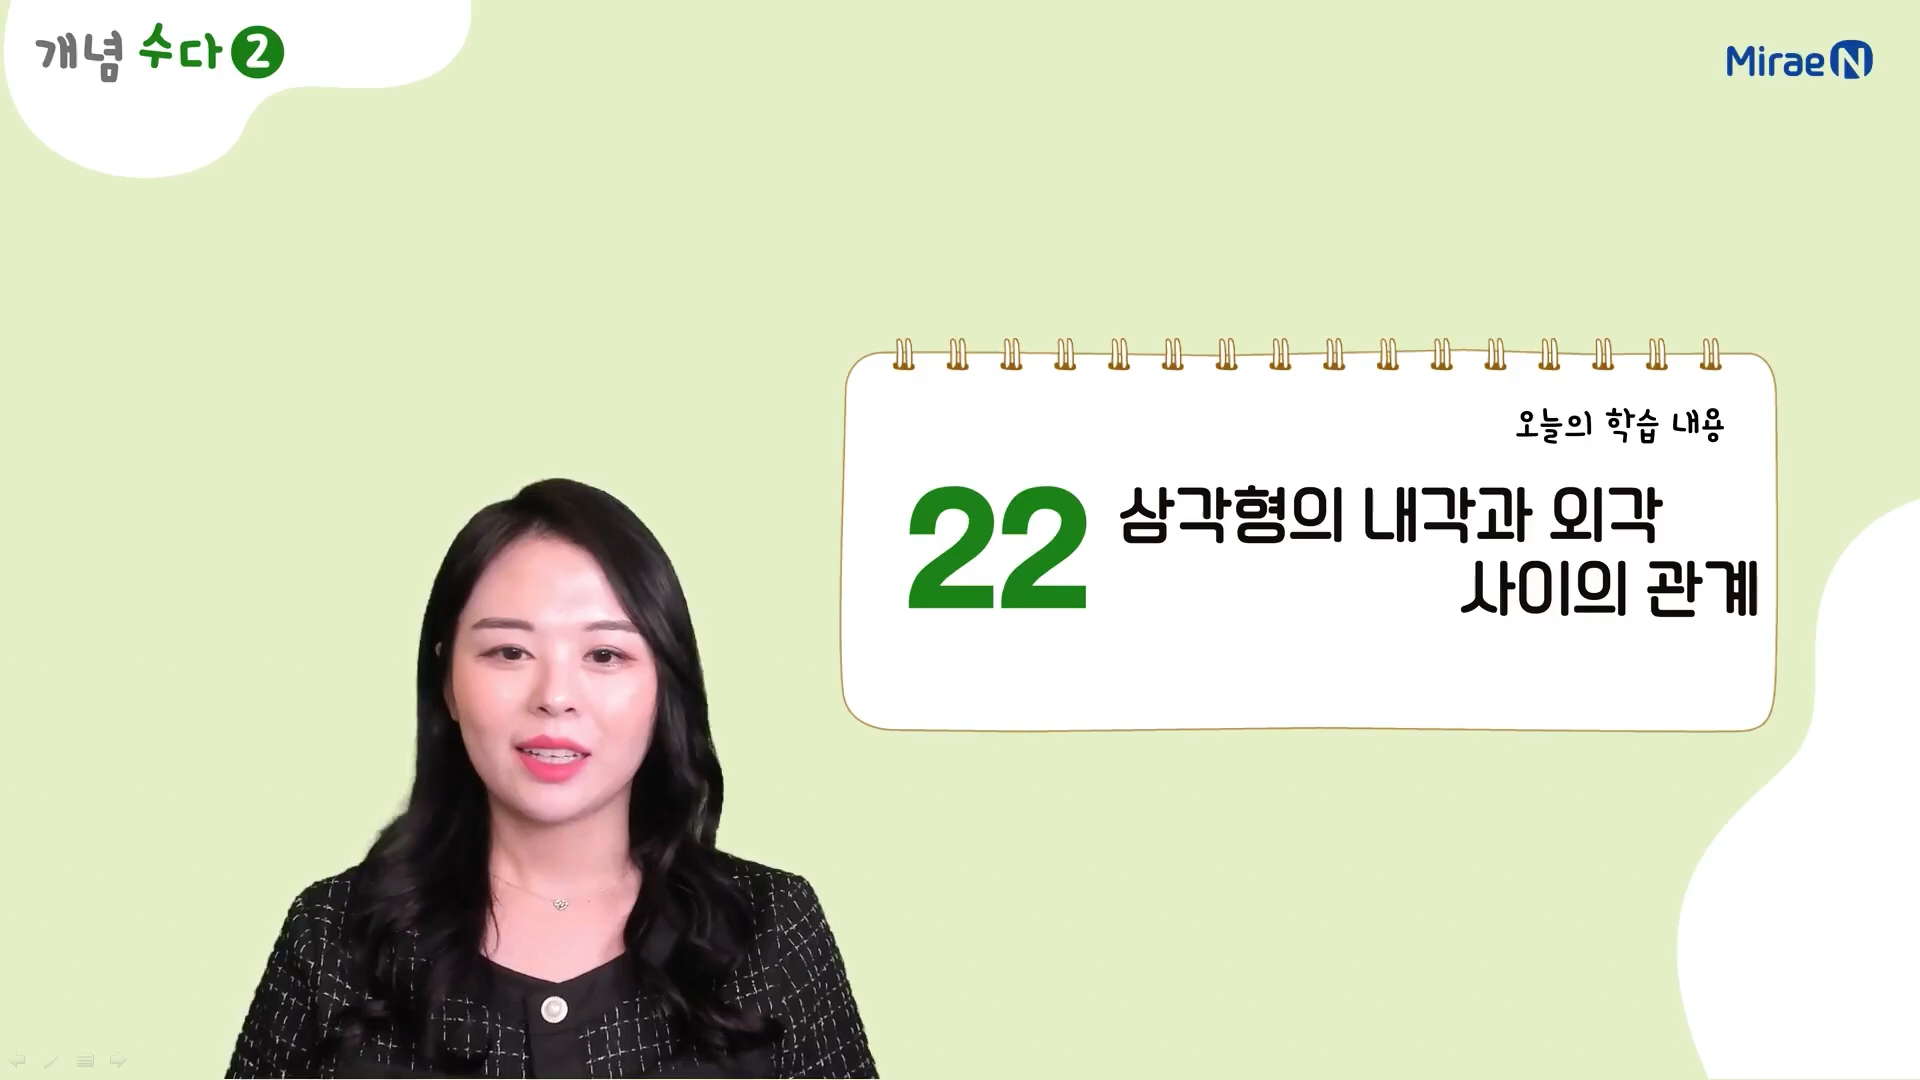 개념 수다 2
MiraeN
오늘의 학습 내용
22 삼각형의 내각과 외각
사이의 관계